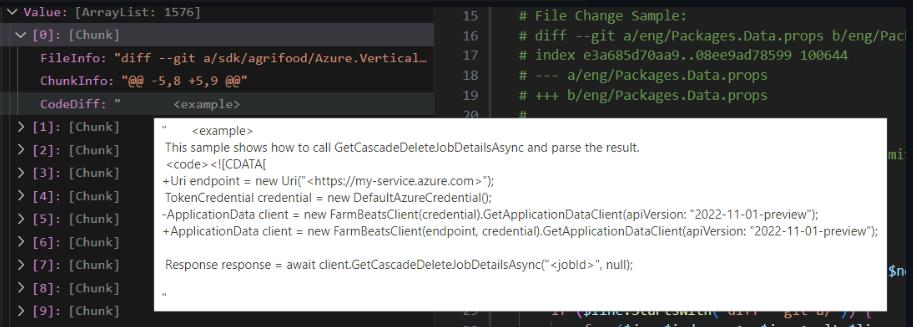 Value: [ArrayList: 1576]
[0]: [Chunk]
FileInfo: "diff --git a/sdk/agrifood/Azure.Vertical…
ChunkInfo: "@@ -5,8 +5,9 @@"
CodeDiff: " <example>
[1]: [Chunk]
[2]: [Chunk]
[3]: [Chunk]
[4]: [Chunk]
[5]: [Chunk]
[6]: [Chunk]
[7]: [Chunk]
[8]: [Chunk]
[9]: [Chunk]
" <example>
This sample shows how to call GetCascadeDeleteJobDetailsAsync and parse the result.
<code><![CDATA[
+Uri endpoint = new Uri("<https://my-service.azure.com>");
TokenCredential credential = new DefaultAzureCredential();
-ApplicationData client = new FarmBeatsClient(credential).GetApplicationDataClient(apiVersion: "2022-11-01-preview");
+ApplicationData client = new FarmBeatsClient(endpoint, credential).GetApplicationDataClient(apiVersion: "2022-11-01-preview");
Response response = await client.GetCascadeDeleteJobDetailsAsync("<jobId>", null);
"
15 # File Change Sample:
16 # diff --git a/eng/Packages.Data.props b/eng/Pack
17 # index e3a685d70aa9..08ee9ad78599 100644
18 # --- a/eng/Packages.Data.props
19 # +++ b/eng/Packages.Data.props
20 #